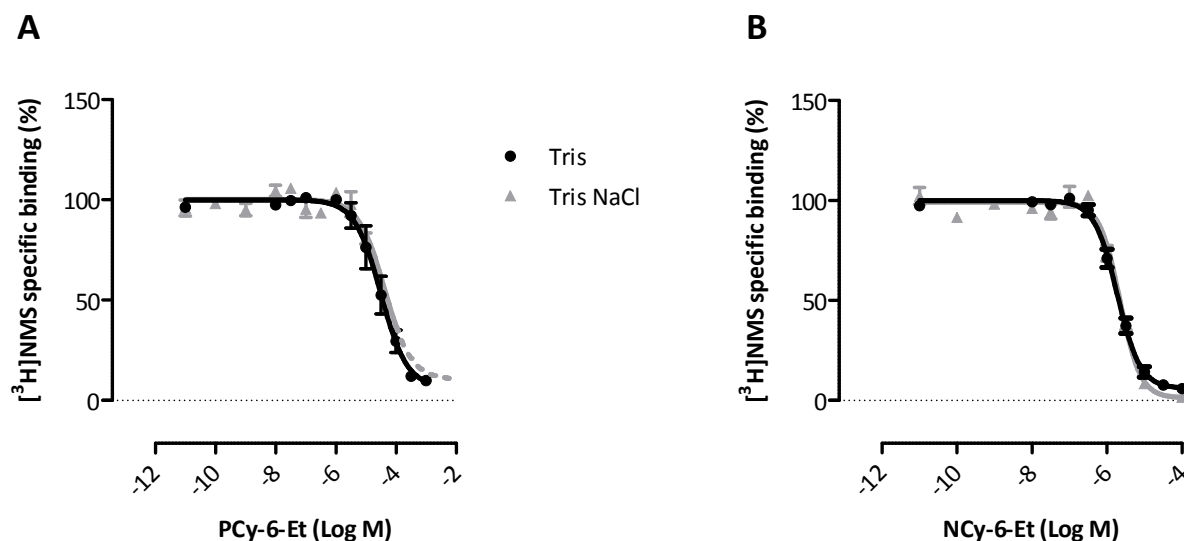 A
[³H]NMS specific binding (%)
150
100
50
0
-12
-10
-8
-6
-4
-2
PCy-6-Et (Log M)
Tris
Tris NaCl
B
[³H]NMS specific binding (%)
150
100
50
0
-12
-10
-8
-6
-4
NCy-6-Et (Log M)